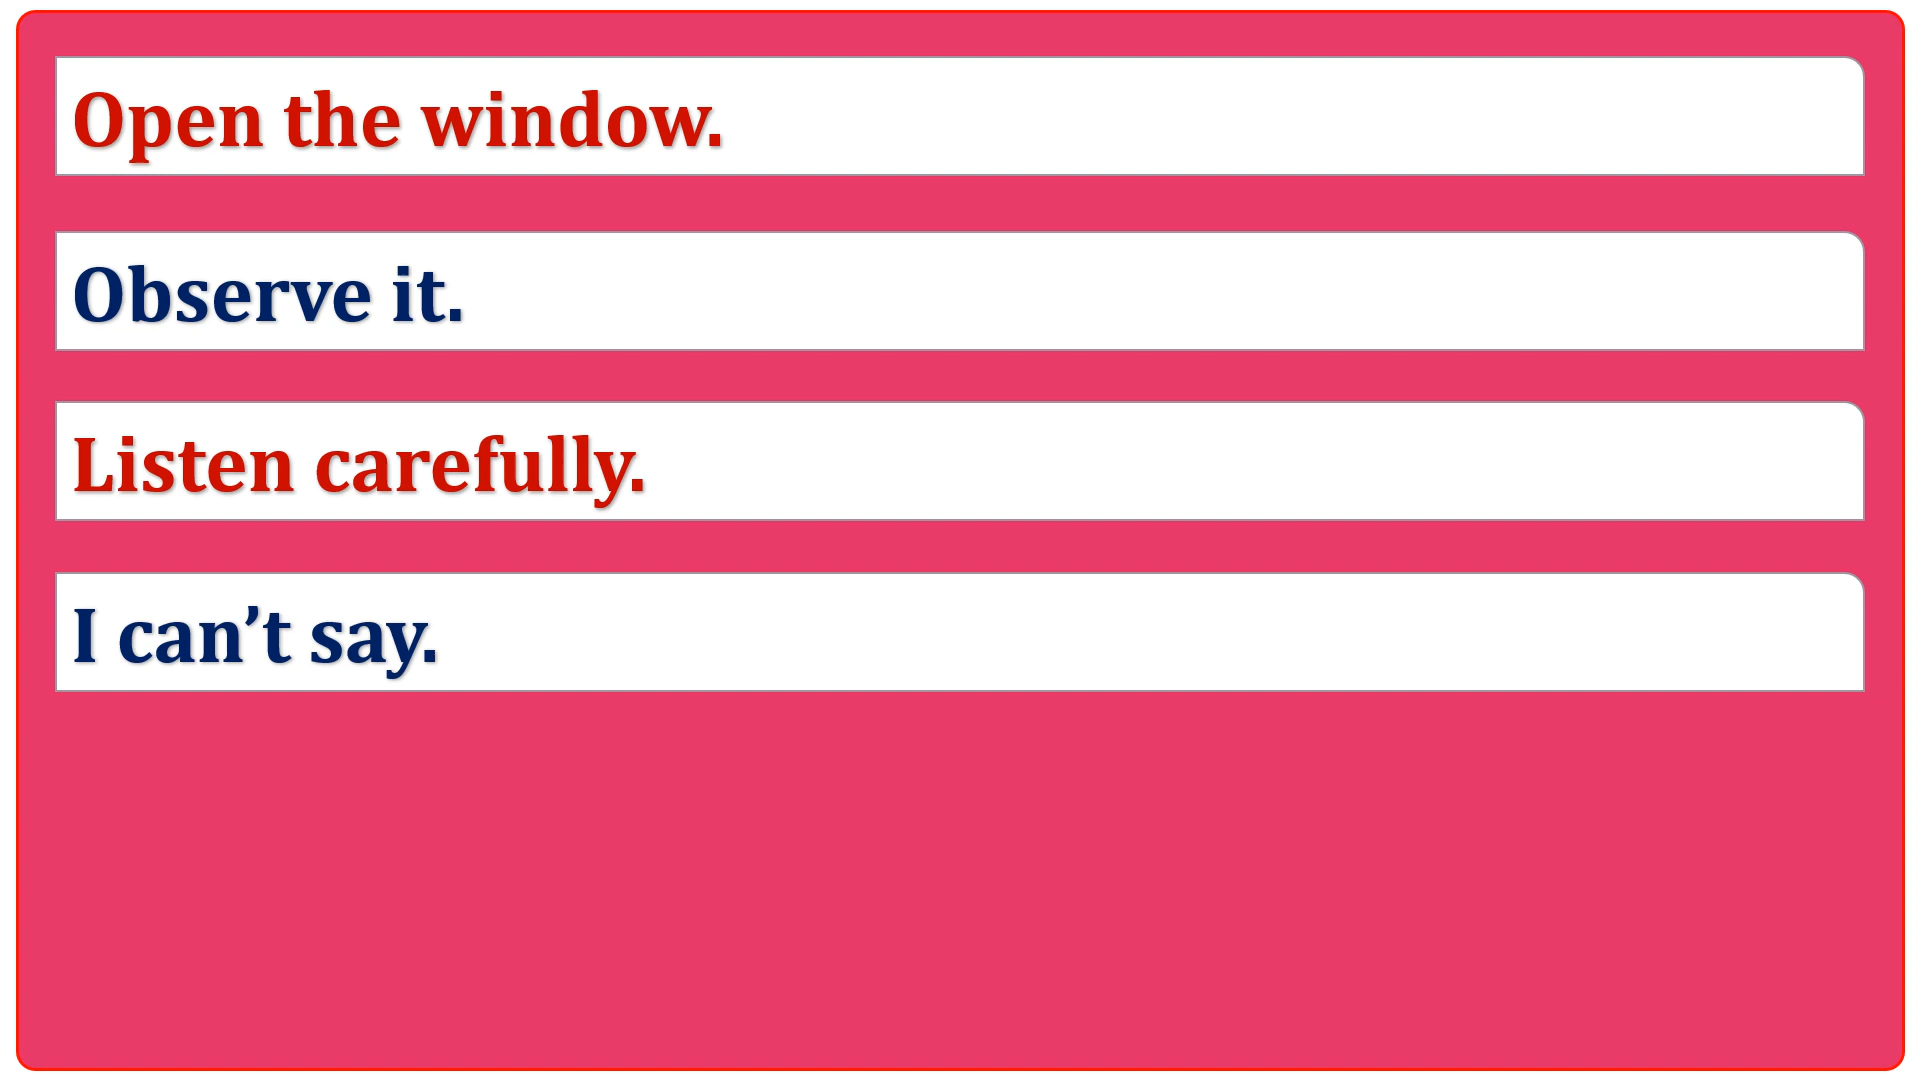 Open the window.
Observe it.
Listen carefully.
I can’t say.